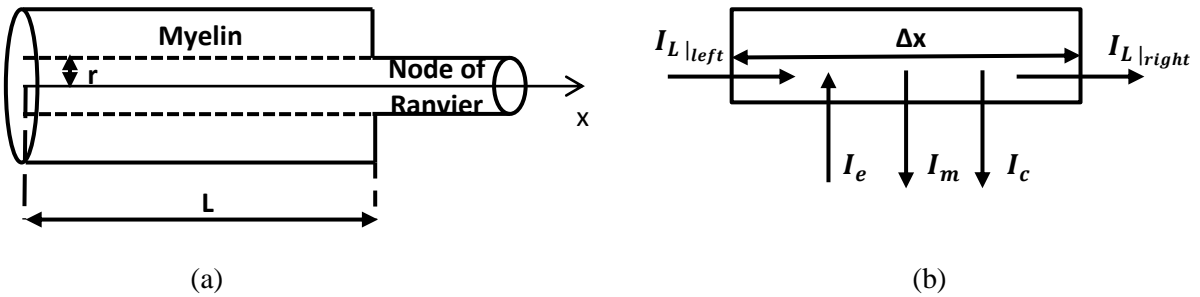 Myelin
r
Node of
Ranvier
x
L
(a)
I_L|left
Δx
I_L|right
I_e
I_m
I_c
(b)